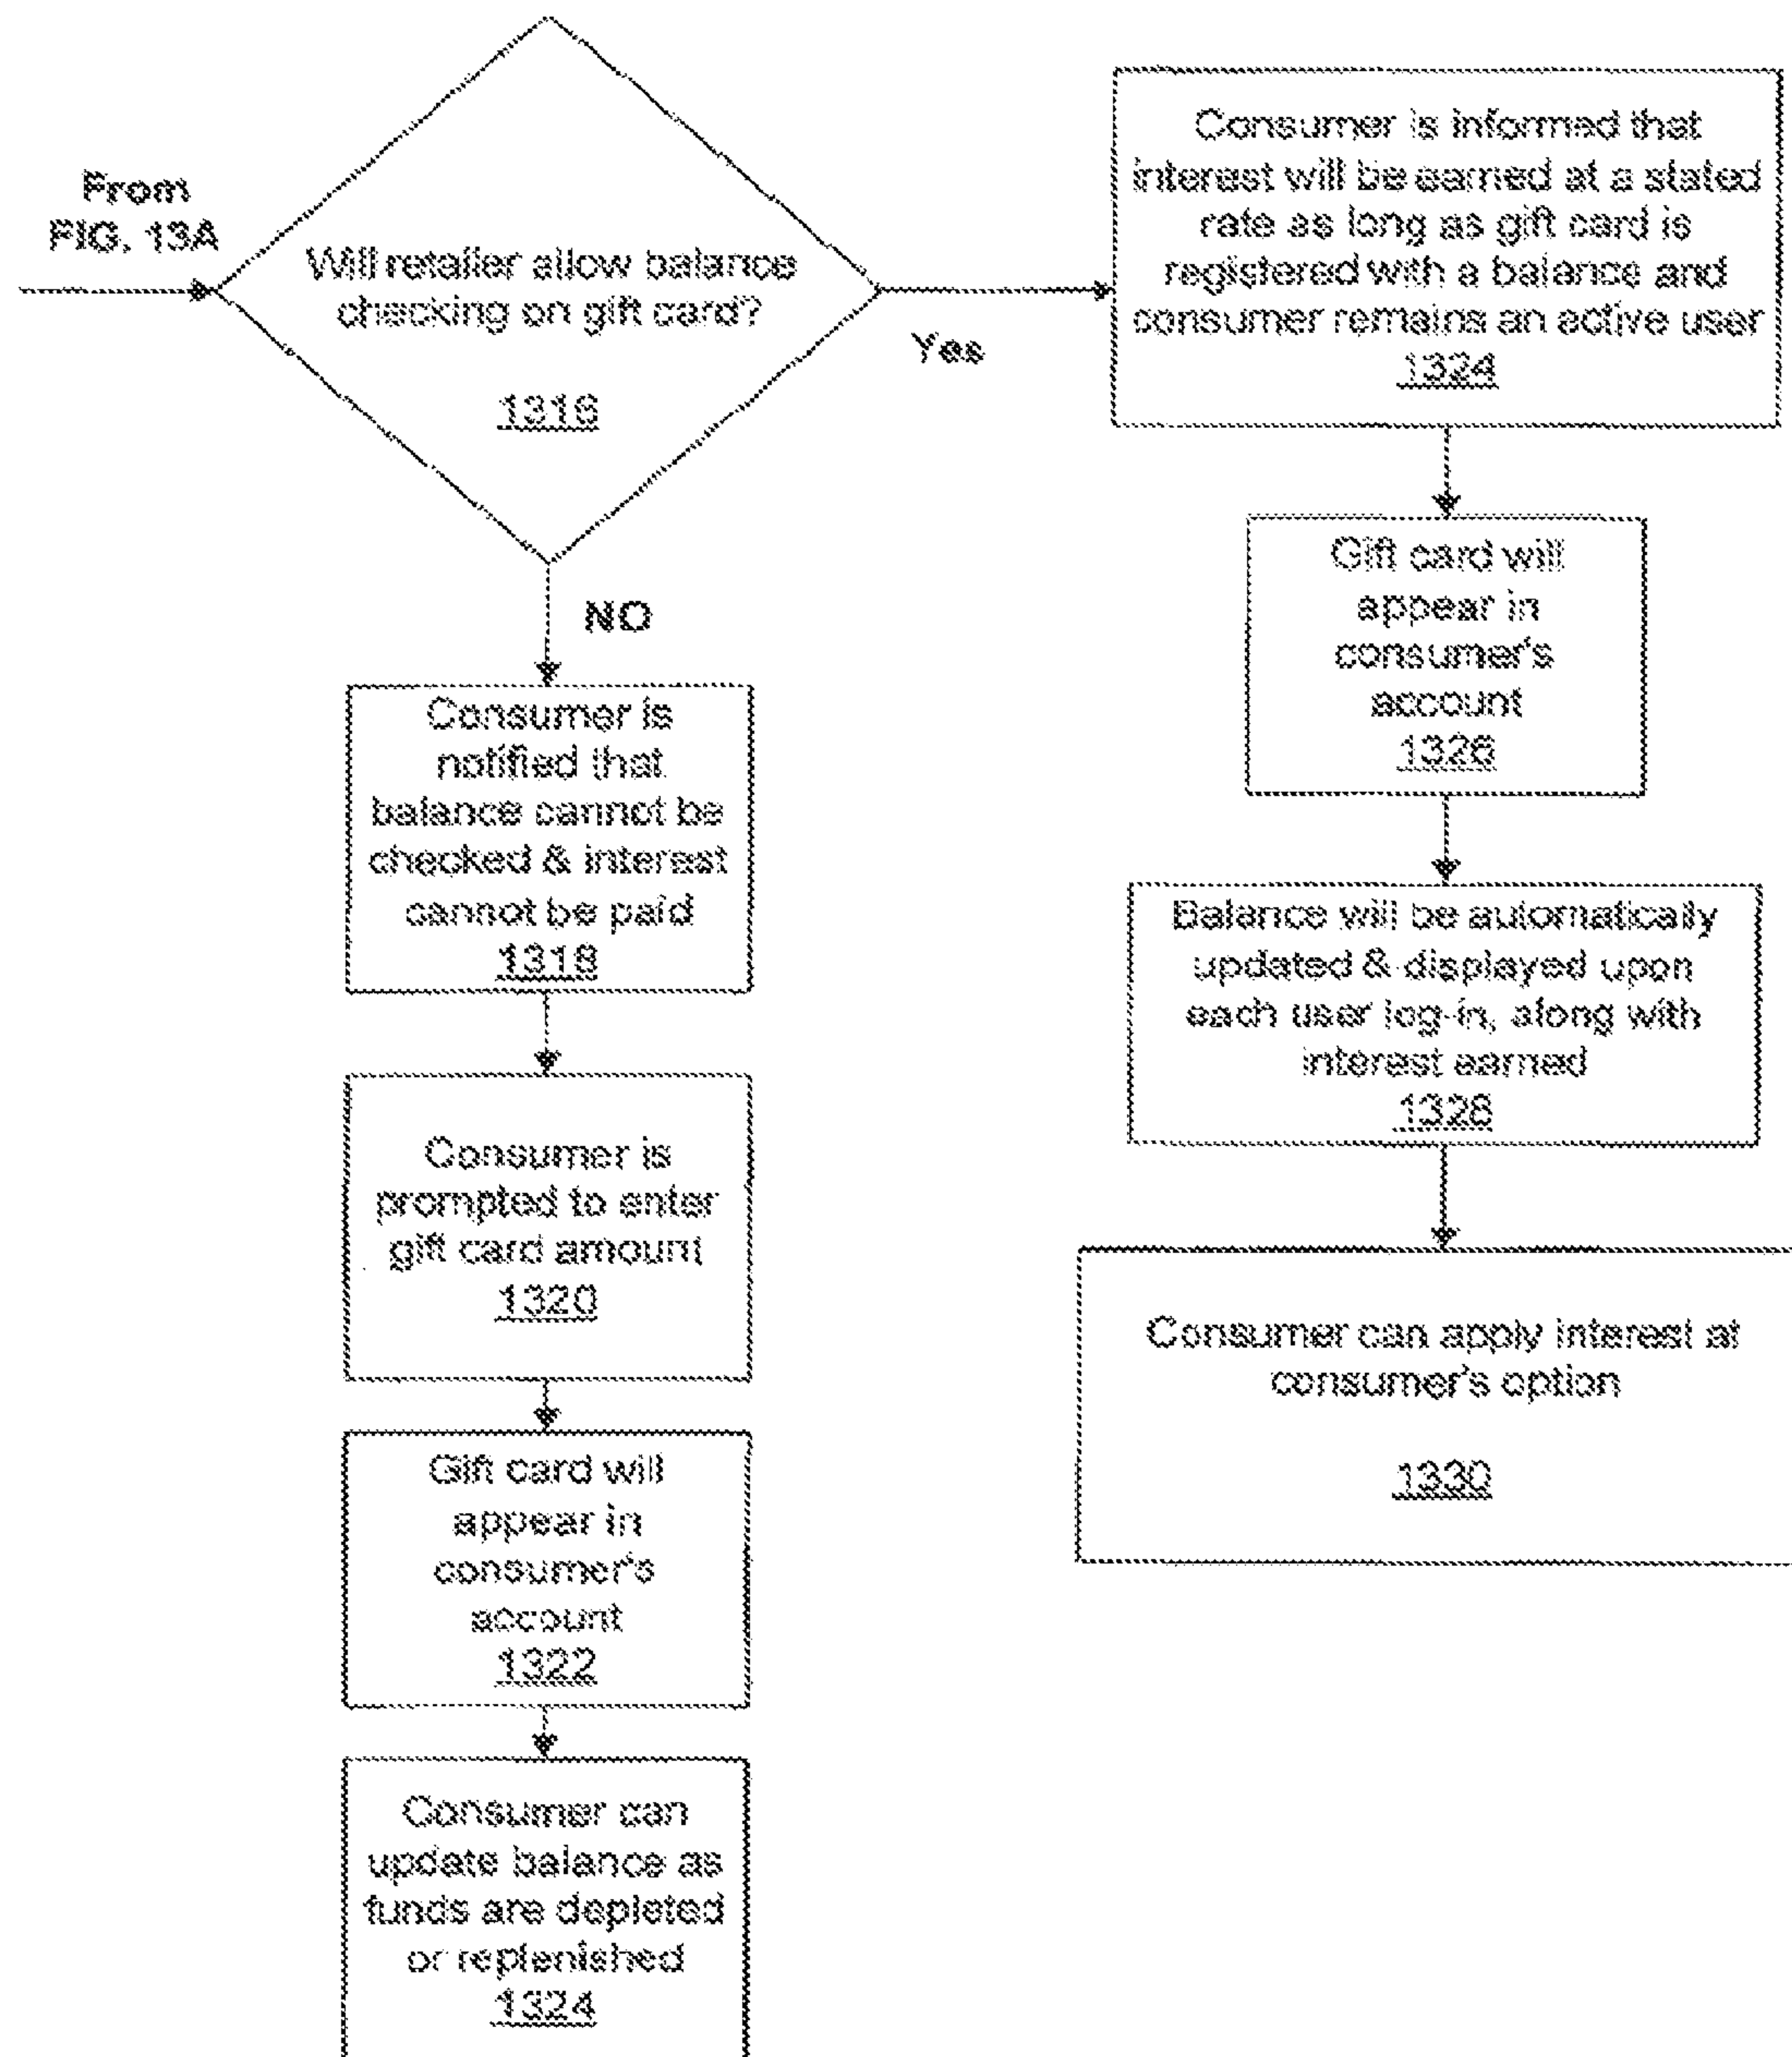 From
FIG. 13A
Will retailer allow balance
checking on gift card?
1316
Yes
NO
Consumer is
notified that
balance cannot be
checked & interest
cannot be paid
1318
Consumer is
prompted to enter
gift card amount
1320
Gift card will
appear in
consumer's
account
1322
Consumer can
update balance as
funds are depleted
or replenished
1324
Consumer is informed that
interest will be earned at a stated
rate as long as gift card is
registered with a balance and
consumer remains an active user
1324
Gift card will
appear in
consumer's
account
1326
Balance will be automatically
updated & displayed upon
each user log-in, along with
interest earned
1328
Consumer can apply interest at
consumer's option
1330